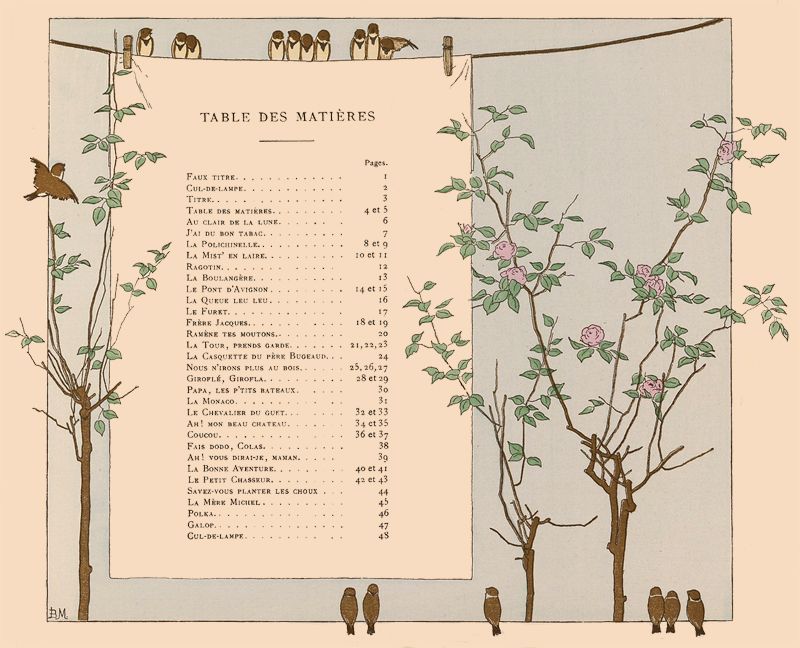 TABLE DES MATIÈRES
Pages.
FAUX TITRE. . . . . . . . . . . . . 1
CUL-DE-LAMPE. . . . . . . . . . . . 2
TITRE. . . . . . . . . . . . . . . 3
TABLE DES MATIÈRES. . . . . . . . . 4 et 5
AU CLAIR DE LA LUNE. . . . . . . . 6
J'AI DU BON TABAC. . . . . . . . . 7
LA POLICHINELLE. . . . . . . . . . 8 et 9
LA MIST' EN LAIRE. . . . . . . . . 10 et 11
RAGOTIN. . . . . . . . . . . . . . 12
LA BOULANGÈRE. . . . . . . . . . . 13
LE PONT D'AVIGNON . . . . . . . . . 14 et 15
LA QUEUE LEU LEU . . . . . . . . . 16
LE FURET. . . . . . . . . . . . . . 17
FRÈRE JACQUES. . . . . . . . . . . 18 et 19
RAMÈNE TES MOUTONS. . . . . . . . . 20
LA TOUR, PRENDS GARDE. . . . . . . 21, 22, 23
LA CASQUETTE DU PÈRE BUGEAUD. . . 24
NOUS N'IRONS PLUS AU BOIS. . . . . 25, 26, 27
GIROFLÉ, GIROFLA. . . . . . . . . . 28 et 29
PAPA, LES P'TITS BATEAUX. . . . . . 30
LA MONACO. . . . . . . . . . . . . 31
LE CHEVALIER DU GUET. . . . . . . . 32 et 33
AH! MON BEAU CHATEAU. . . . . . . . 34 et 35
COUCOU. . . . . . . . . . . . . . . 36 et 37
FAIS DODO, COLAS. . . . . . . . . . 38
AH! VOUS DIRAI-JE, MAMAN. . . . . . 39
LA BONNE AVENTURE. . . . . . . . . 40 et 41
LE PETIT CHASSEUR. . . . . . . . . 42 et 43
SAVEZ-VOUS PLANTER LES CHOUX . . . 44
LA MÈRE MICHEL. . . . . . . . . . . 45
POLKA. . . . . . . . . . . . . . . 46
GALOP. . . . . . . . . . . . . . . 47
CUL-DE-LAMPE. . . . . . . . . . . . 48
BM.